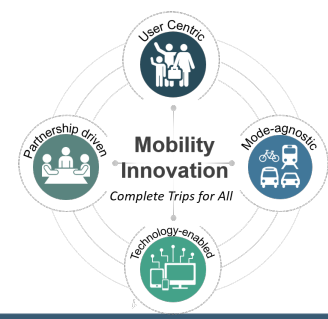 User Centric
Partnership driven
Mobility
Innovation
Complete Trips for All
Mode-agnostic
Technology-enabled